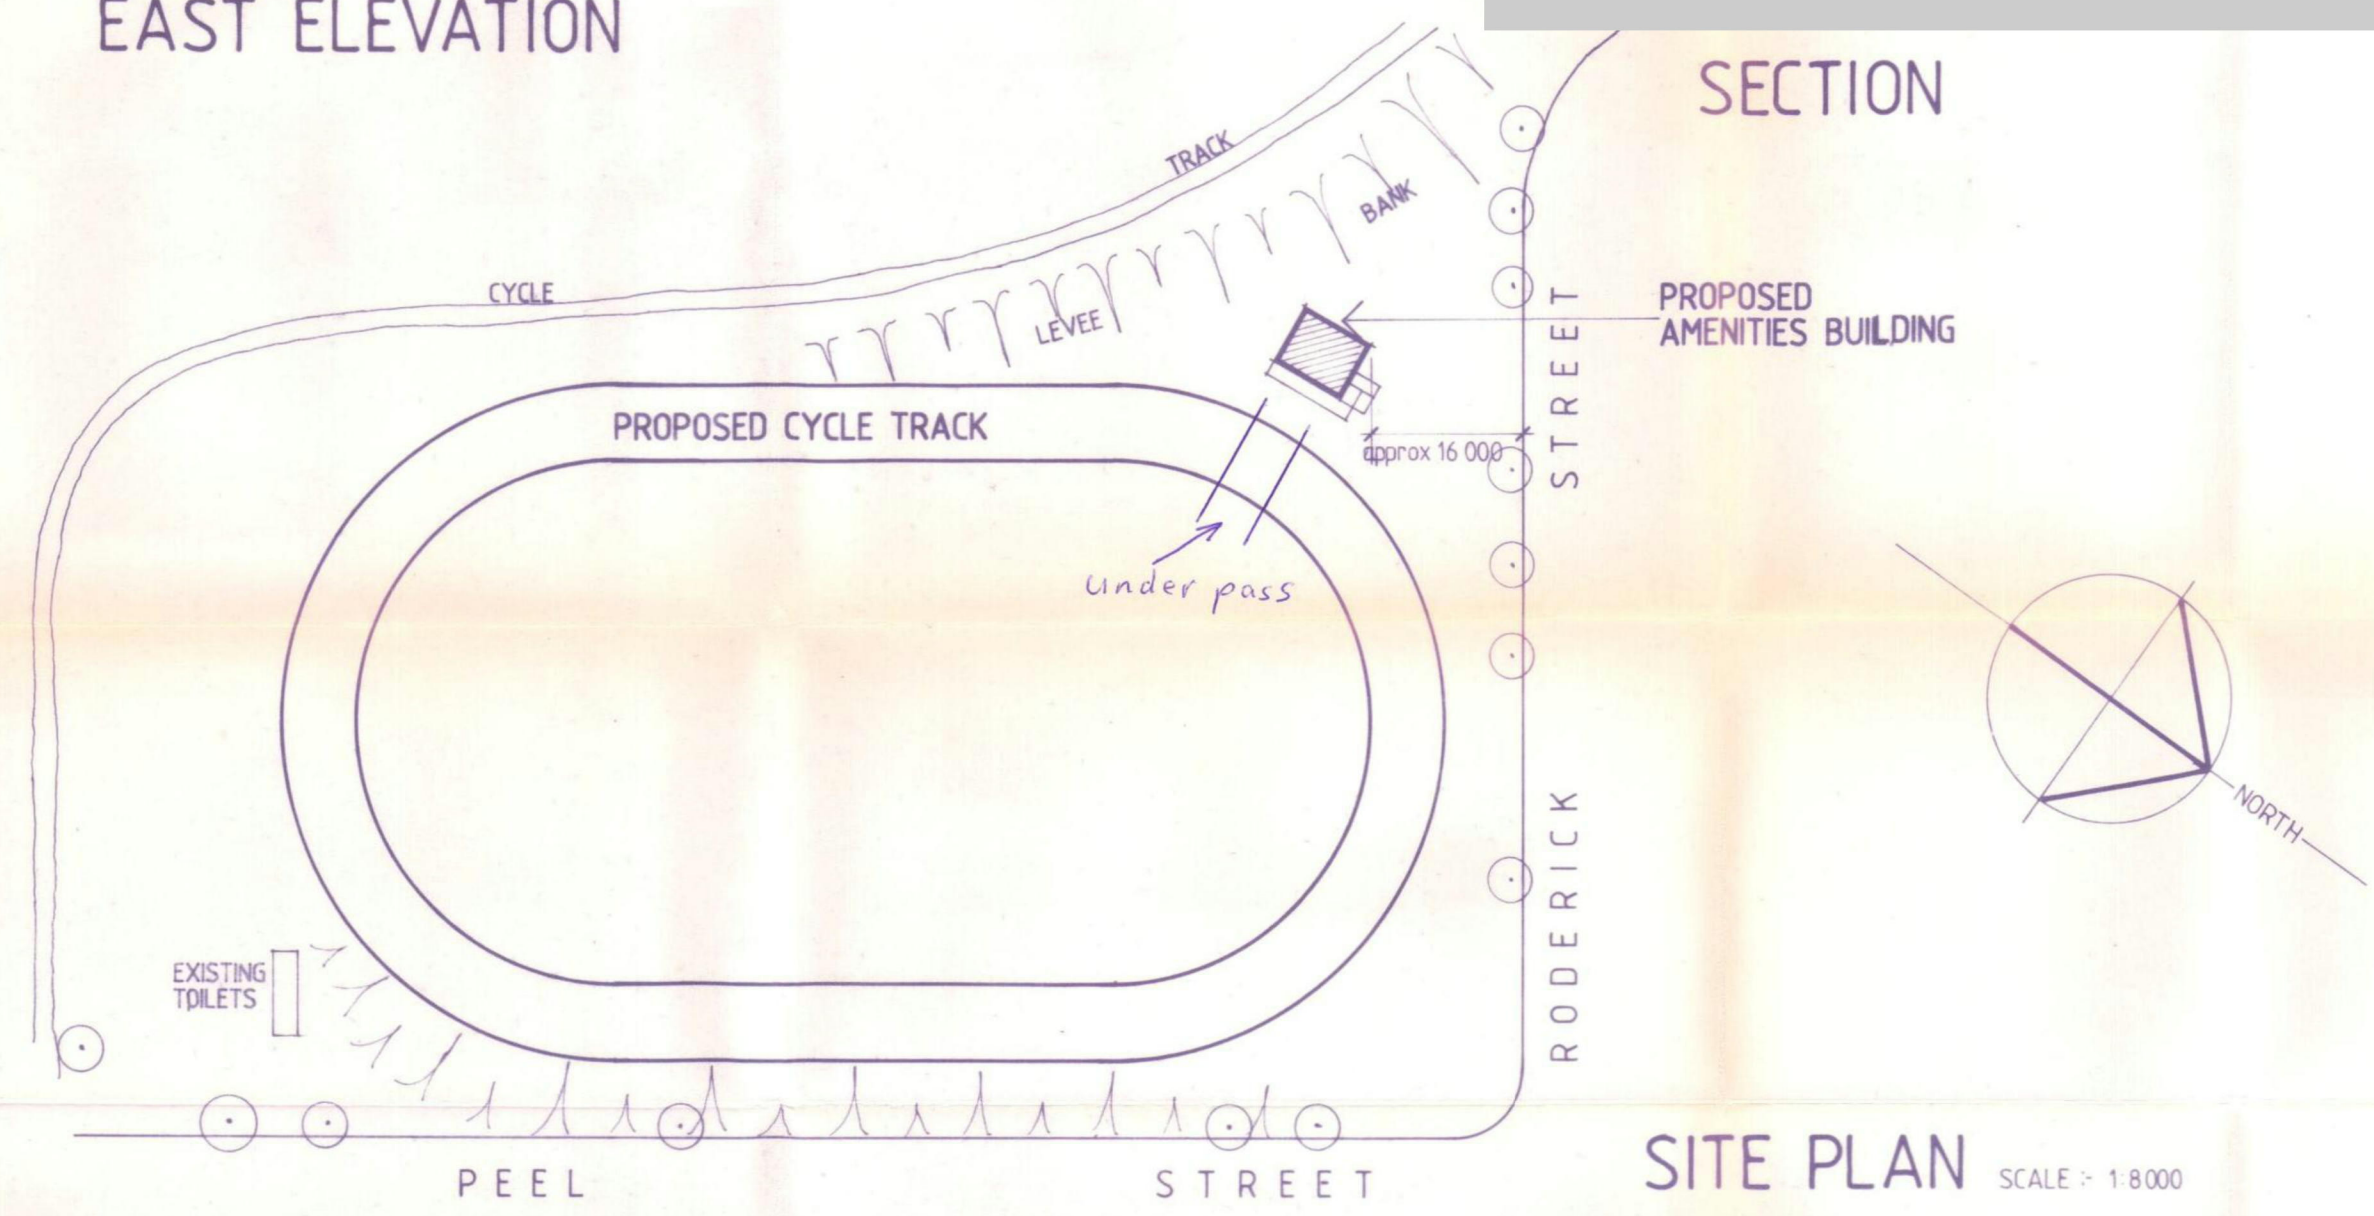 EAST ELEVATION
SECTION
TRACK
BANK
CYCLE
LEVEE
PROPOSED
AMENITIES BUILDING
PROPOSED CYCLE TRACK
approx 16 000
under pass
RODERICK STREET
NORTH
EXISTING
TOILETS
PEEL STREET
SITE PLAN SCALE :- 1:8000